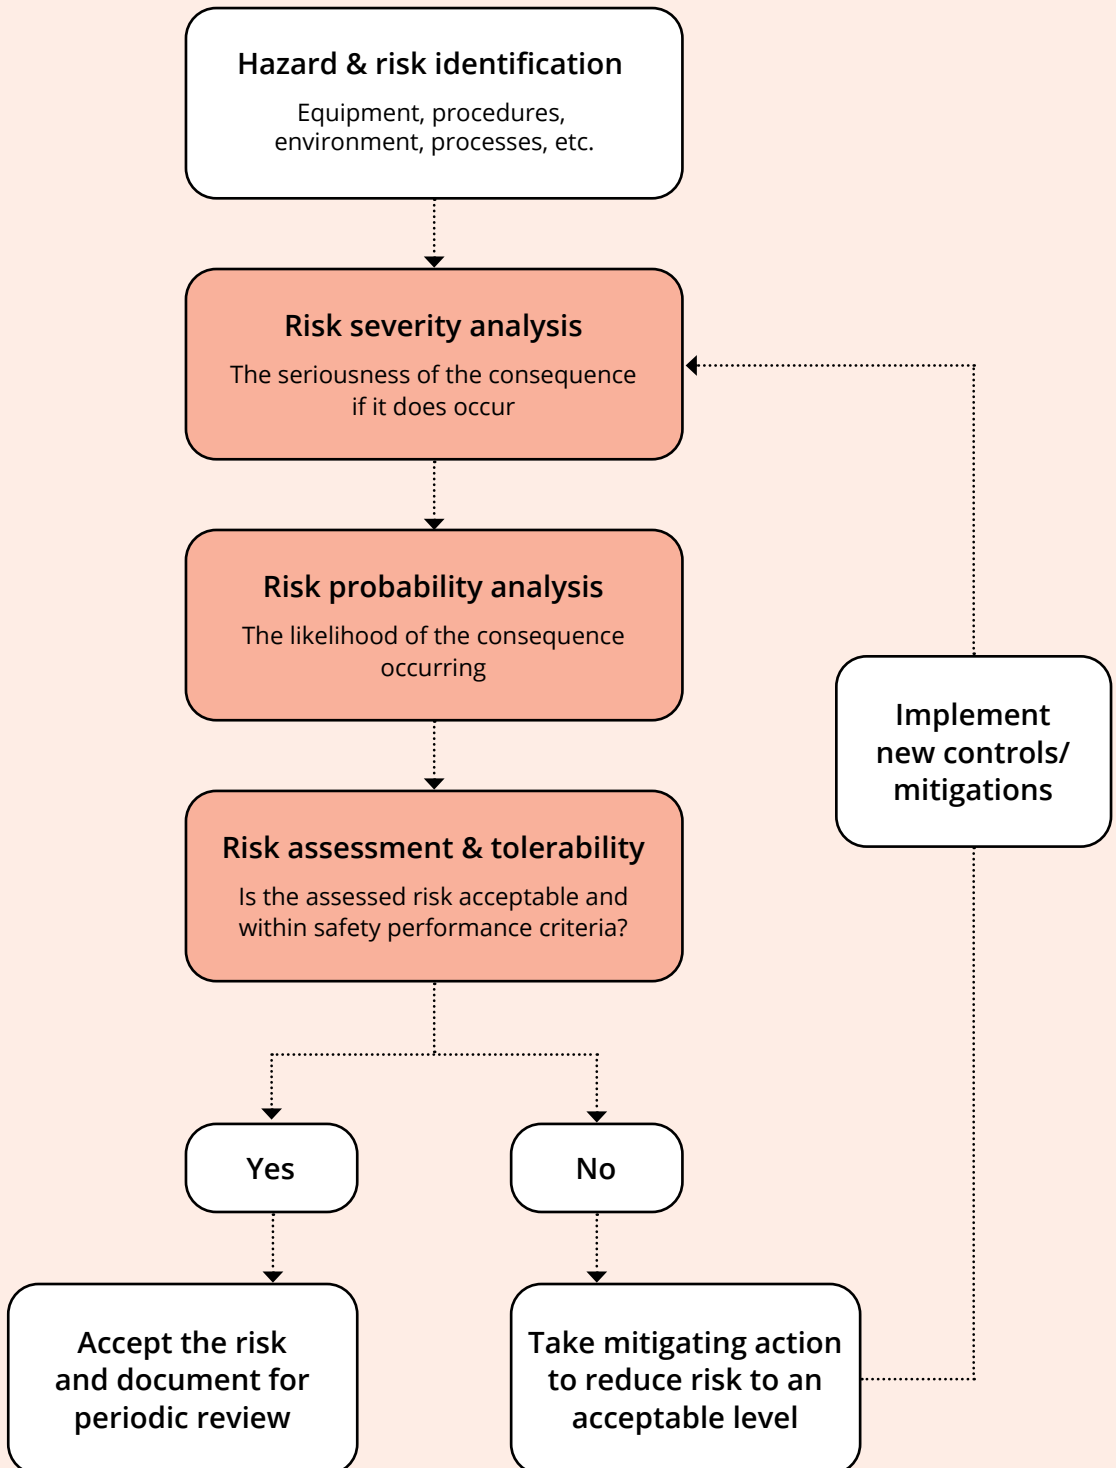 Hazard & risk identification
Equipment, procedures,
environment, processes, etc.
Risk severity analysis
The seriousness of the consequence
if it does occur
Risk probability analysis
The likelihood of the consequence
occurring
Implement
new controls/
mitigations
Risk assessment & tolerability
Is the assessed risk acceptable and
within safety performance criteria?
Yes
No
Accept the risk
and document for
periodic review
Take mitigating action
to reduce risk to an
acceptable level